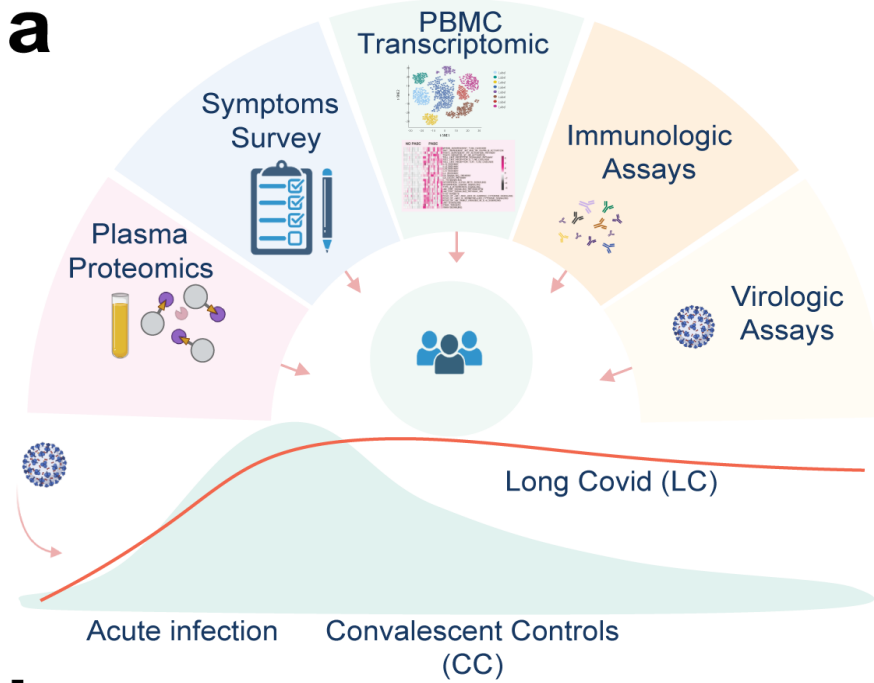 a
PBMC
Transcriptomic
Symptoms
Survey
Immunologic
Assays
Plasma
Proteomics
Virologic
Assays
Long Covid (LC)
Acute infection
Convalescent Controls
(CC)